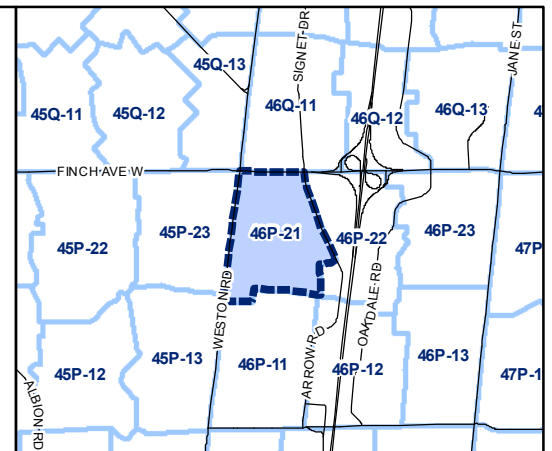 SIGNET DR
JANE ST
45Q-13
46Q-11
45Q-11
45Q-12
46Q-12
46Q-13
4
FINCH AVE W
45P-22
45P-23
46P-21
46P-22
46P-23
47P
WESTON RD
OAKDALE RD
45P-12
45P-13
46P-11
ARROW RD
46P-12
46P-13
47P-1
ALBION RD